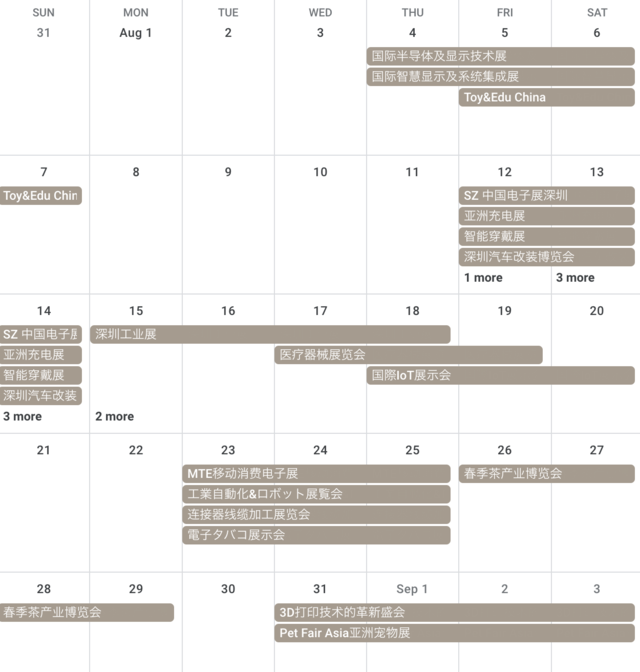 SUN MON TUE WED THU FRI SAT
31 Aug 1 2 3 4 5 6
国际半导体及显示技术展
国际智慧显示及系统集成展
Toy&Edu China
7 8 9 10 11 12 13
Toy&Edu Chin
SZ 中国电子展深圳
亚洲充电展
智能穿戴展
深圳汽车改装博览会
1 more 3 more
14 15 16 17 18 19 20
SZ 中国电子展 深圳工业展
亚洲充电展 医疗器械展览会
智能穿戴展 国際IoT展示会
深圳汽车改装
3 more 2 more
21 22 23 24 25 26 27
MTE移动消费电子展 春季茶产业博览会
工業自動化&ロボット展覧会
连接器线缆加工展览会
電子タバコ展示会
28 29 30 31 Sep 1 2 3
春季茶产业博览会 3D打印技术的革新盛会
Pet Fair Asia亚洲宠物展